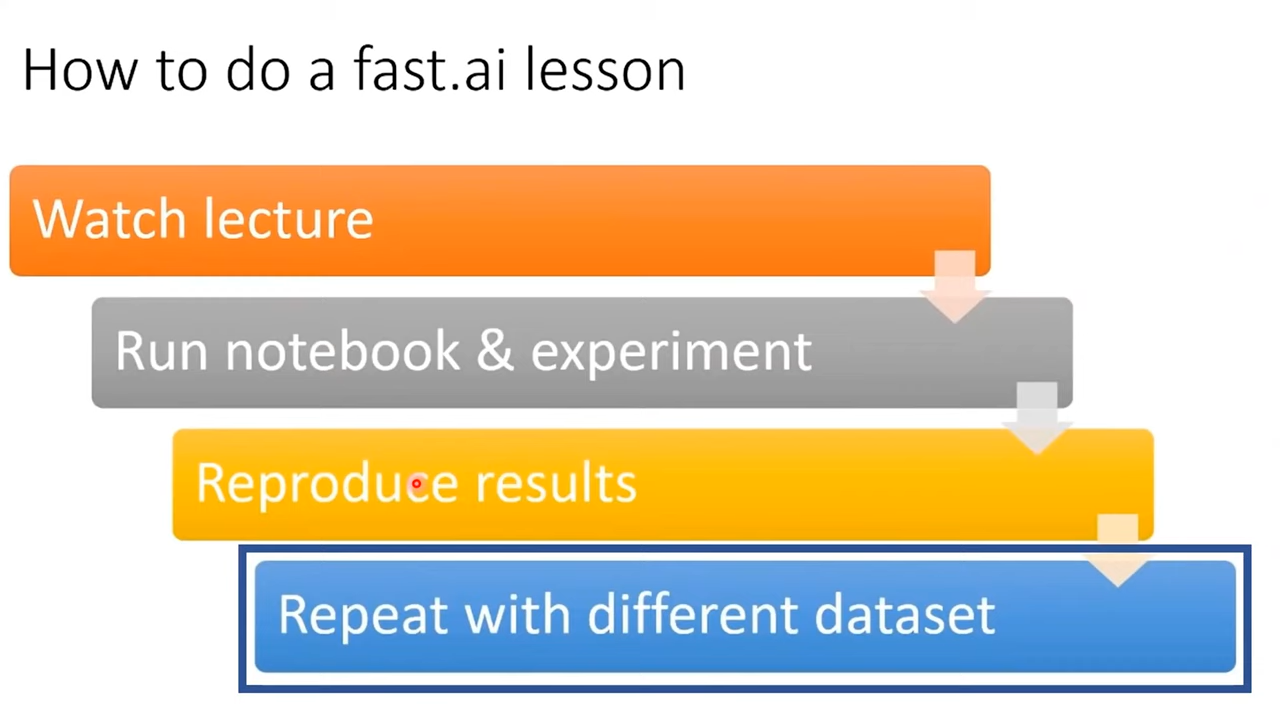 How to do a fast.ai lesson
Watch lecture
Run notebook & experiment
Reproduce results
Repeat with different dataset